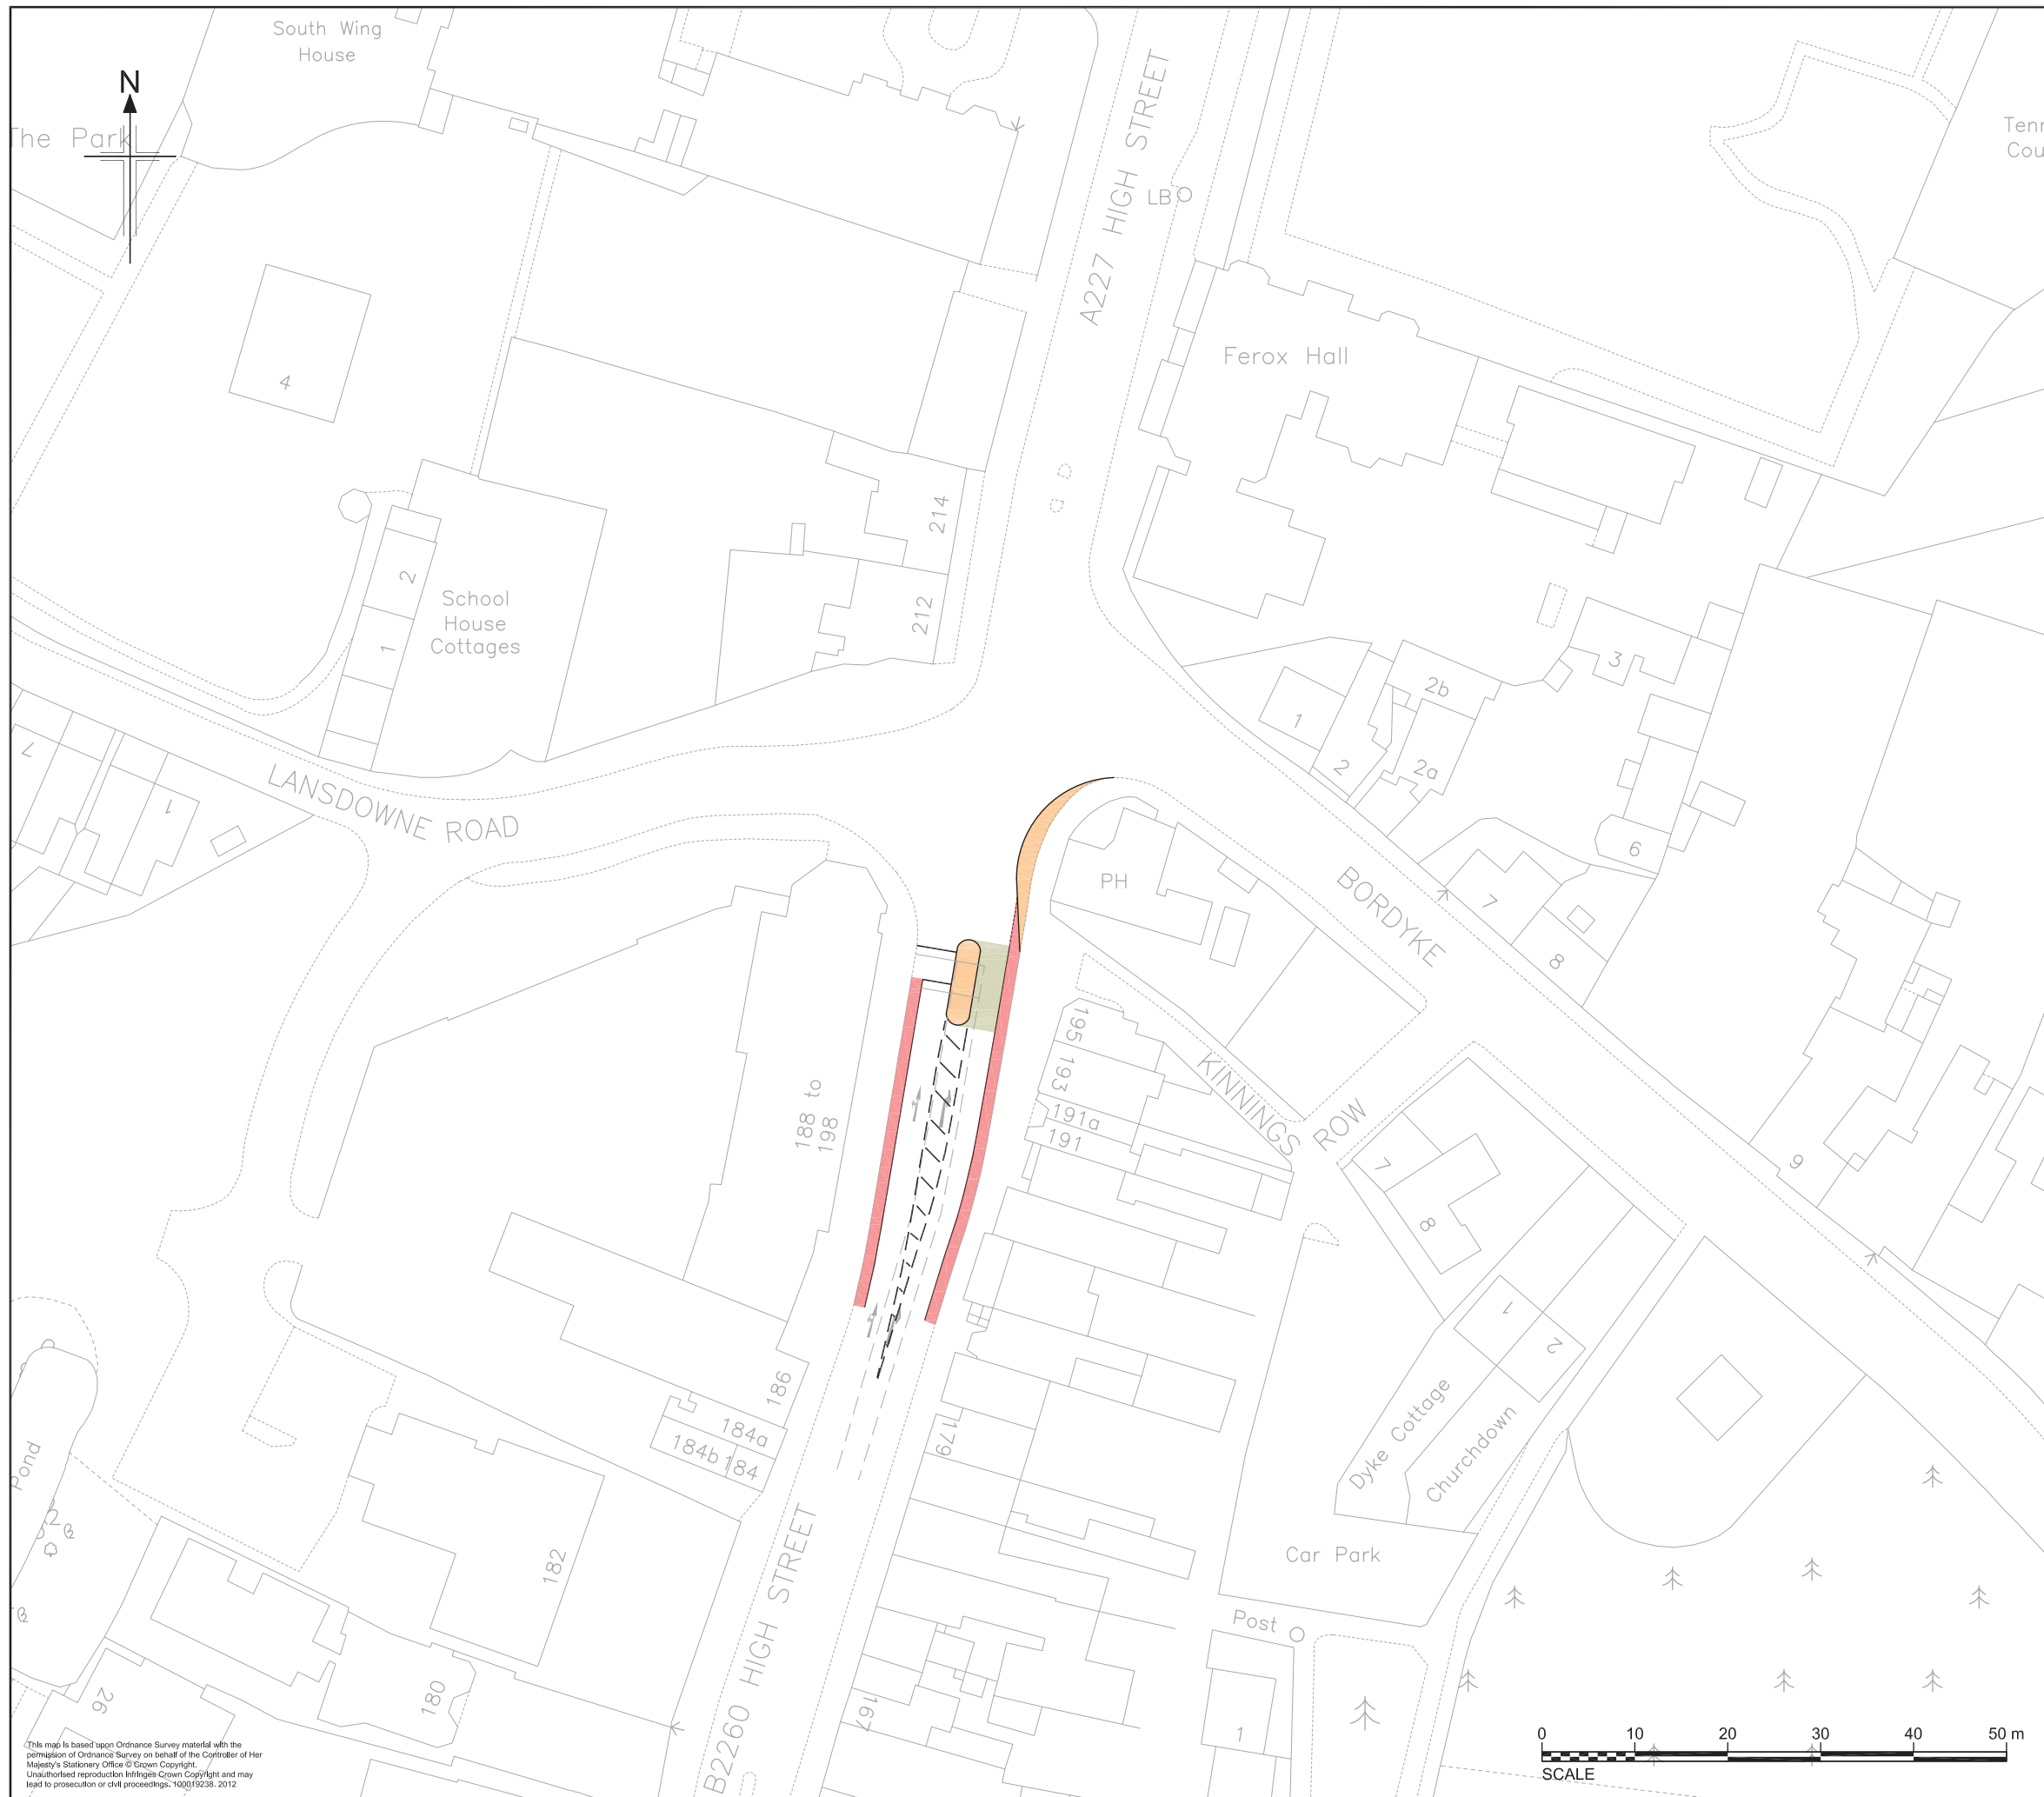 South Wing
House
N
The Park
A227 HIGH STREET
LB
Ferox Hall
4
214
212
2
1
School
House
Cottages
7
1
LANSDOWNE ROAD
1
2
2b
2a
3
6
7
8
9
PH
BORDYKE
195
193
191a
191
KINNINGS ROW
188 to
198
7
8
1
2
Dyke Cottage
Churchdown
186
184a
184b
184
179
182
180
26
167
Pond
B2260 HIGH STREET
Car Park
Post
1
0 10 20 30 40 50 m
SCALE
This map is based upon Ordnance Survey material with the
permission of Ordnance Survey on behalf of the Controller of Her
Majesty's Stationery Office © Crown Copyright.
Unauthorised reproduction infringes Crown Copyright and may
lead to prosecution or civil proceedings. 100019238. 2012